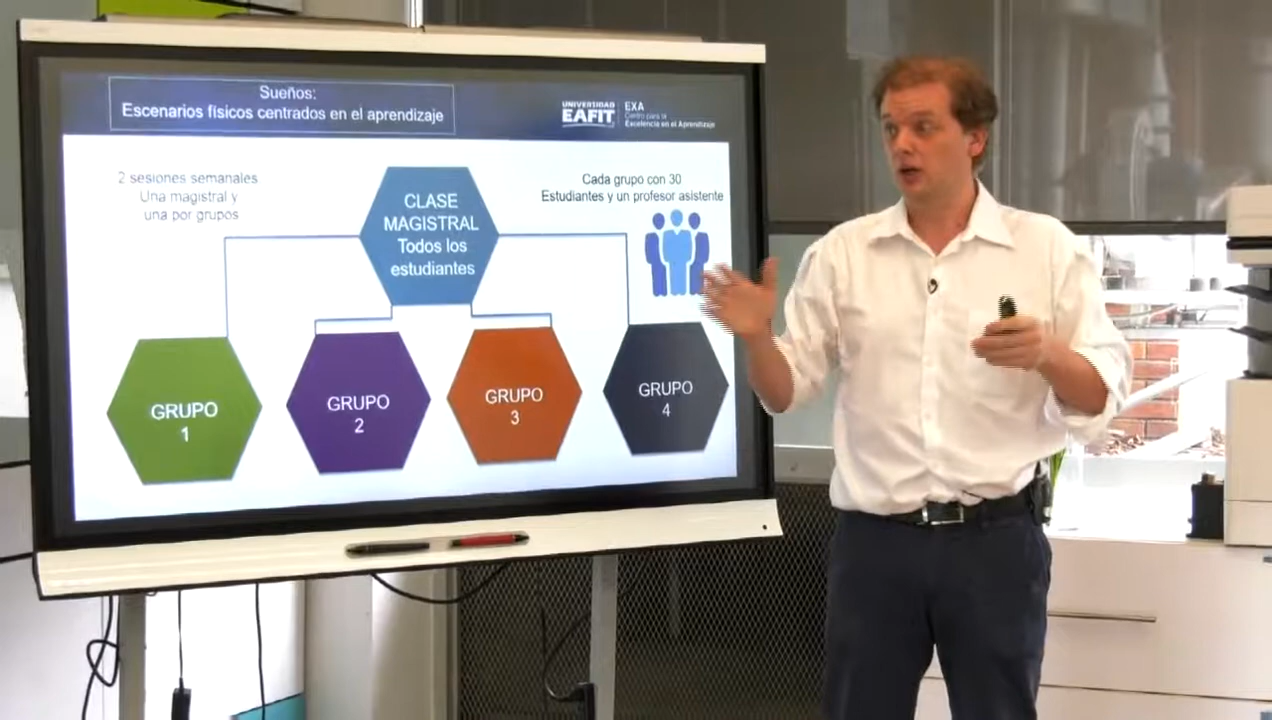 Sueños:
Escenarios físicos centrados en el aprendizaje
UNIVERSIDAD
EAFIT
EXA
Centro para la
Excelencia en el Aprendizaje
2 sesiones semanales
Una magistral y
una por grupos
CLASE
MAGISTRAL
Todos los
estudiantes
Cada grupo con 30
Estudiantes y un profesor asistente
GRUPO
1
GRUPO
2
GRUPO
3
GRUPO
4